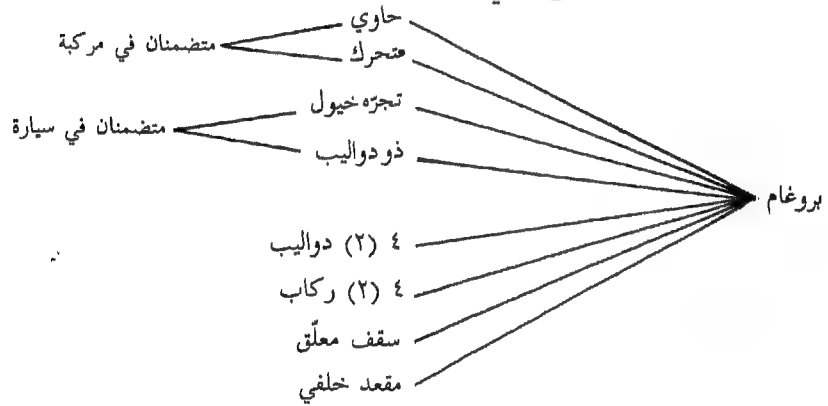 حاوي
متحرك
متضمنان في مركبة
تجرّه خيول
ذو دواليب
متضمنان في سيارة
بروغام
٤ (٢) دواليب
٤ (٢) ركاب
سقف معلّق
مقعد خلفي